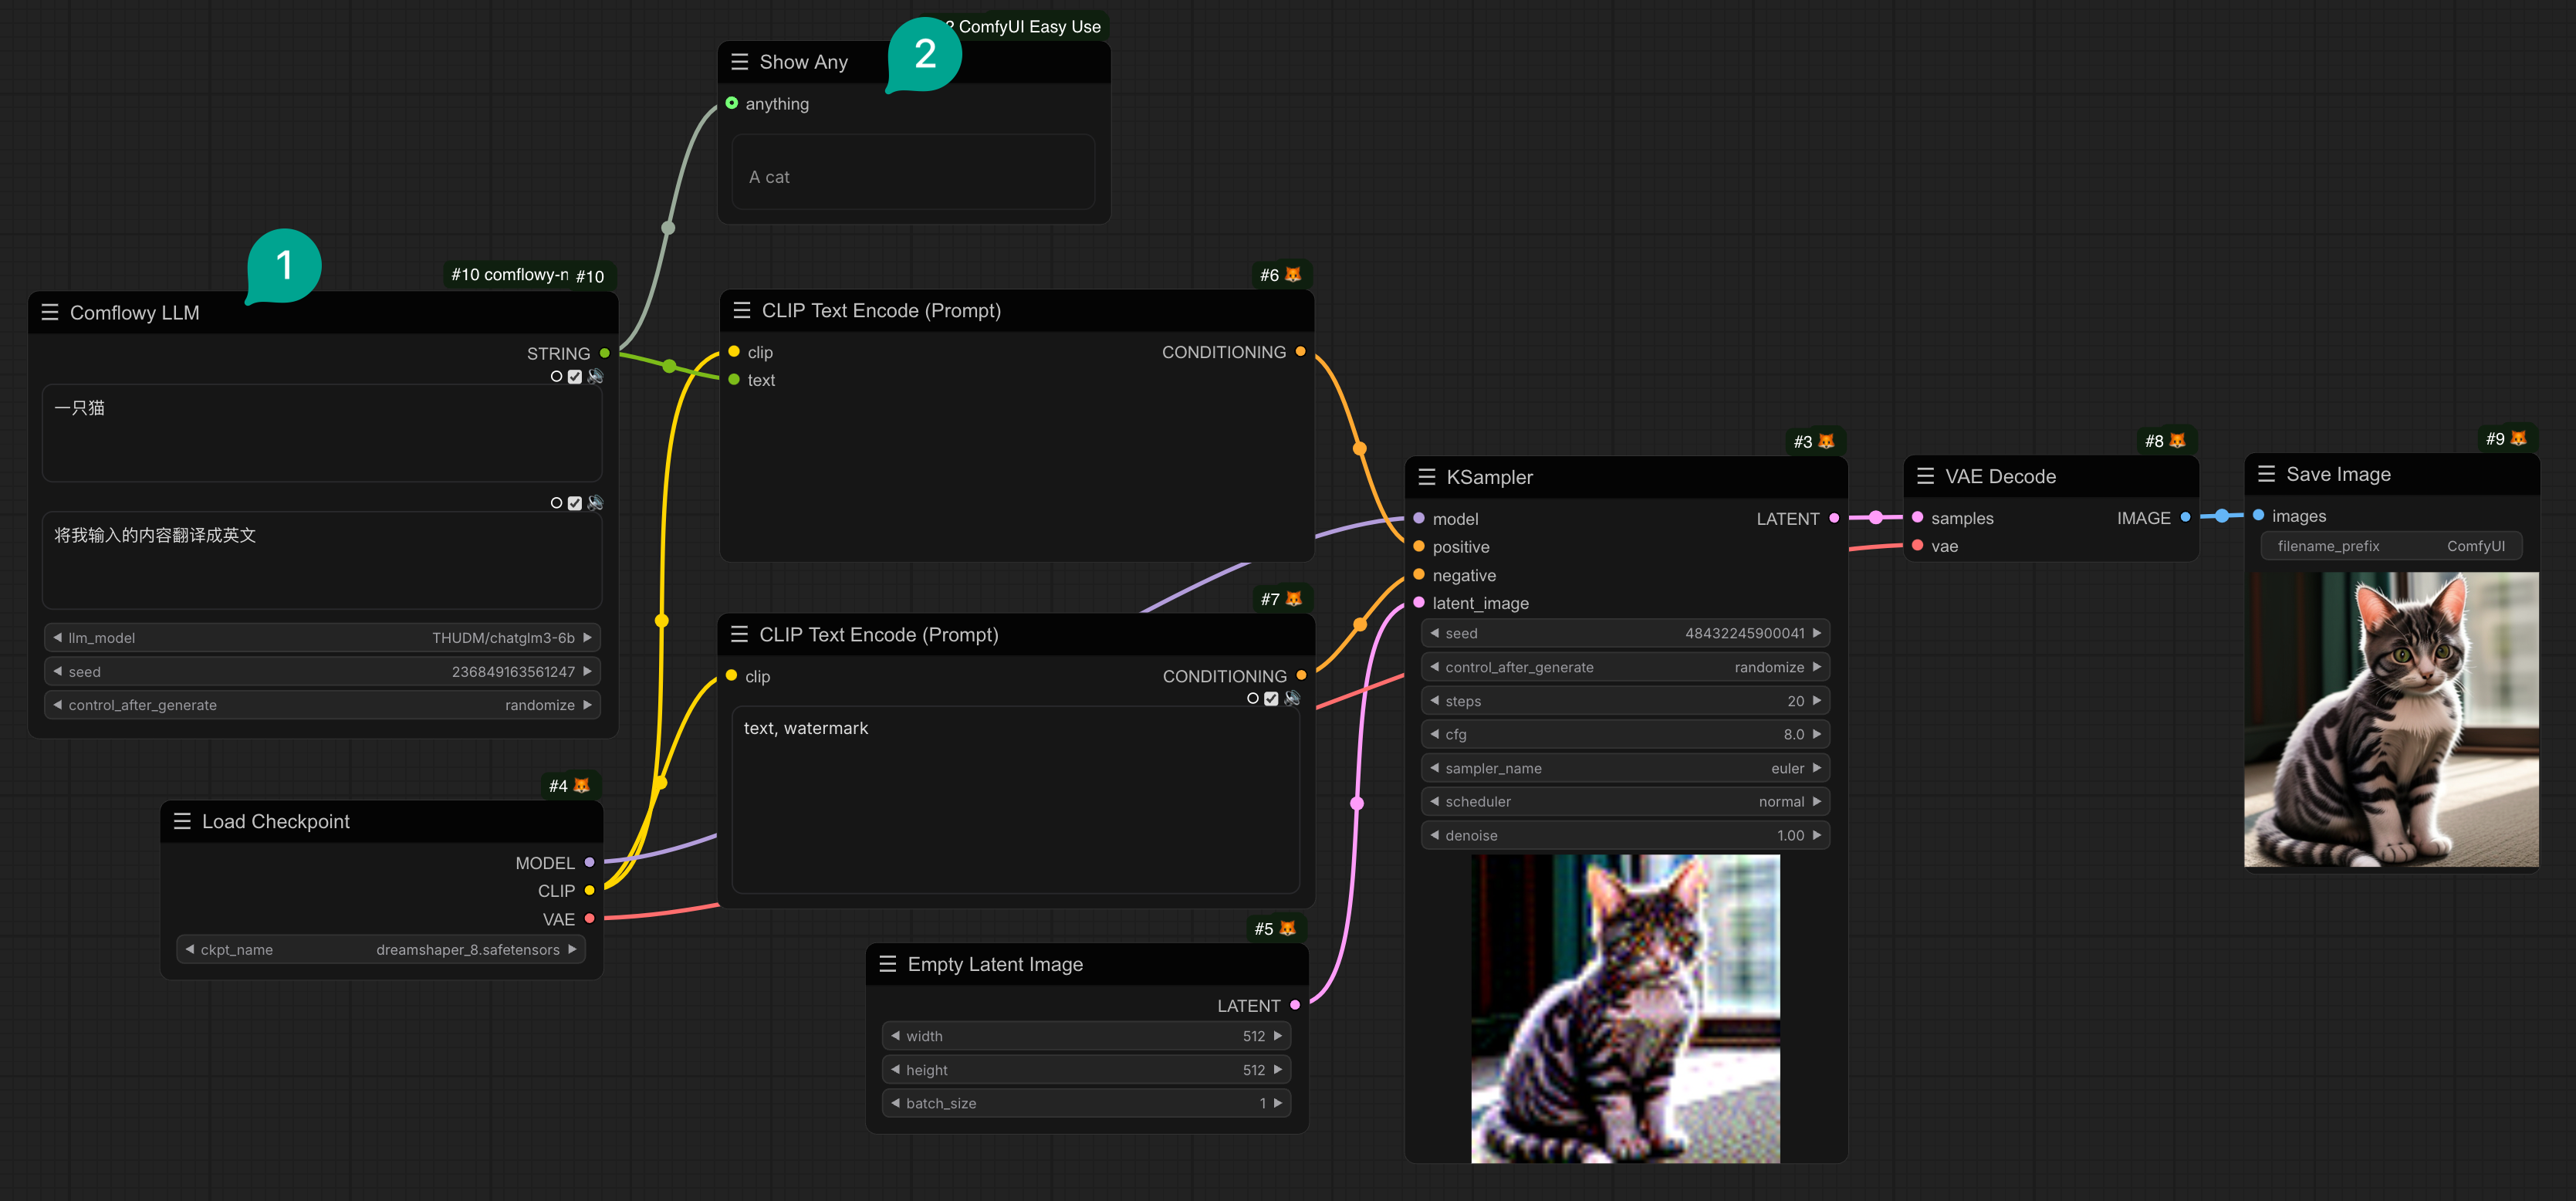 ComfyUI Easy Use
2
Show Any
anything
A cat
1
#10 comflowy-n #10
Comflowy LLM
STRING
一只猫
将我输入的内容翻译成英文
llm_model THUDM/chatglm3-6b
seed 236849163561247
control_after_generate randomize
#6
CLIP Text Encode (Prompt)
clip CONDITIONING
text
#7
CLIP Text Encode (Prompt)
clip CONDITIONING
text, watermark
#4
Load Checkpoint
MODEL
CLIP
VAE
ckpt_name dreamshaper_8.safetensors
#5
Empty Latent Image
LATENT
width 512
height 512
batch_size 1
#3
KSampler
model LATENT
positive
negative
latent_image
seed 48432245900041
control_after_generate randomize
steps 20
cfg 8.0
sampler_name euler
scheduler normal
denoise 1.00
#8
VAE Decode
samples IMAGE
vae
#9
Save Image
images
filename_prefix ComfyUI